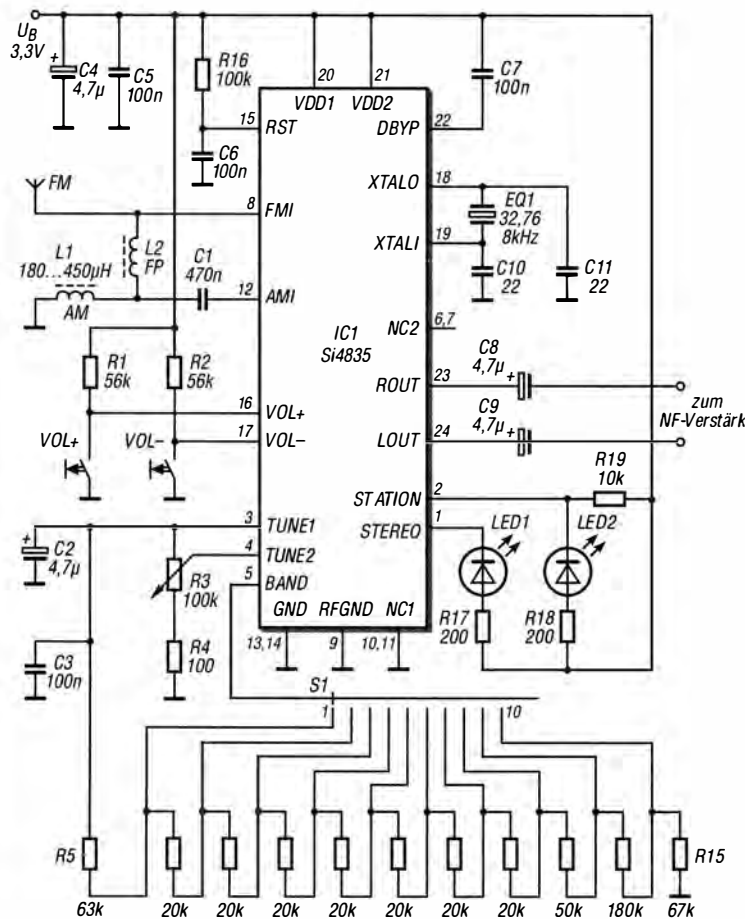 UB
3,3V
C4
4,7µ
C5
100n
R16
100k
C7
100n
20
21
VDD1
VDD2
15
RST
DBYP
22
C6
100n
FM
8
FMI
XTALO
18
EQ1
32,76
8kHz
L1
180...450µH
L2
FP
C1
470n
XTALI
19
C10
22
C11
22
12
AMI
AM
IC1
Si4835
NC2
6,7
R1
56k
R2
56k
C8
4,7µ
ROUT
23
+
16
VOL+
C9
4,7µ
zum
NF-Verstärk
17
VOL–
LOUT
24
+
VOL+
VOL–
R19
10k
STATION
2
3
TUNE1
STEREO
1
LED1
LED2
+
C2
4,7µ
4
TUNE2
R3
100k
5
BAND
GND
RFGND
NC1
R17
200
R18
200
C3
100n
R4
100
13,14
9
10,11
S1
1
10
R5
R15
63k
20k
20k
20k
20k
20k
20k
20k
50k
180k
67k